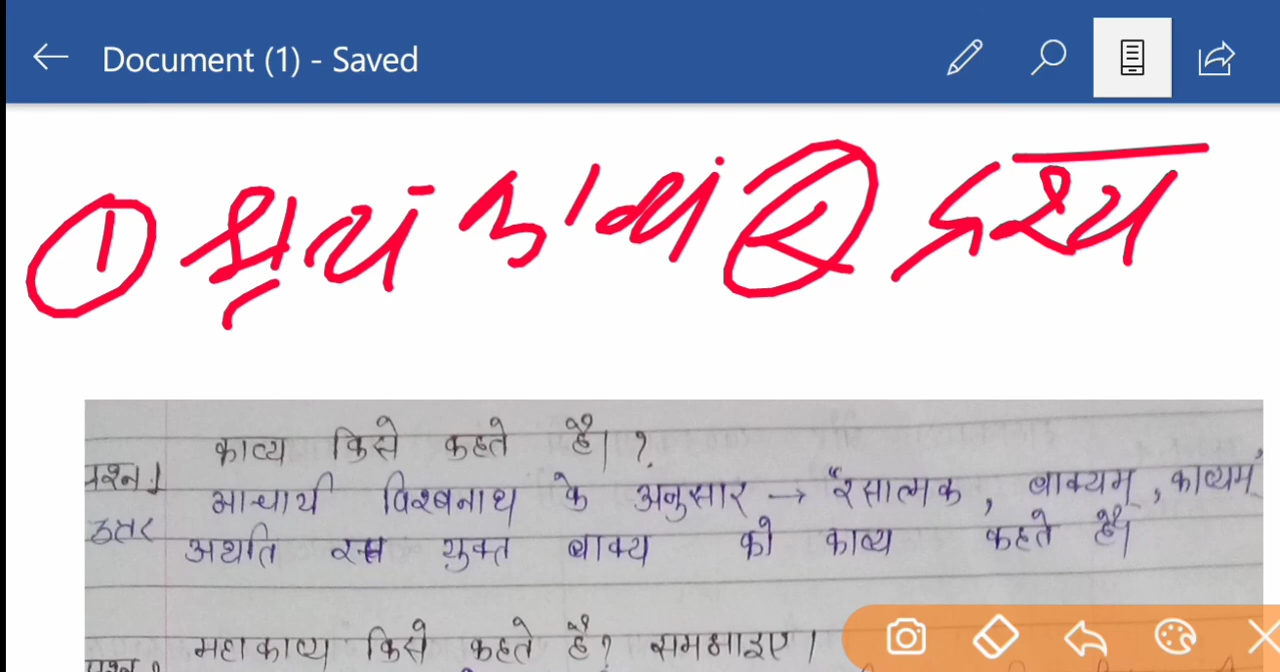 Document (1) - Saved
① श्रव्यं काव्यां ② द्रश्य
काव्य किसे कहते है। ?
प्रश्न 1
आचार्य विश्वनाथ के अनुसार → "रसात्मक , वाक्यम् , काव्यम्"
उत्तर
अर्थात रस युक्त वाक्य को काव्य कहते है।
महाकाव्य किसे कहते है? समझाइए।